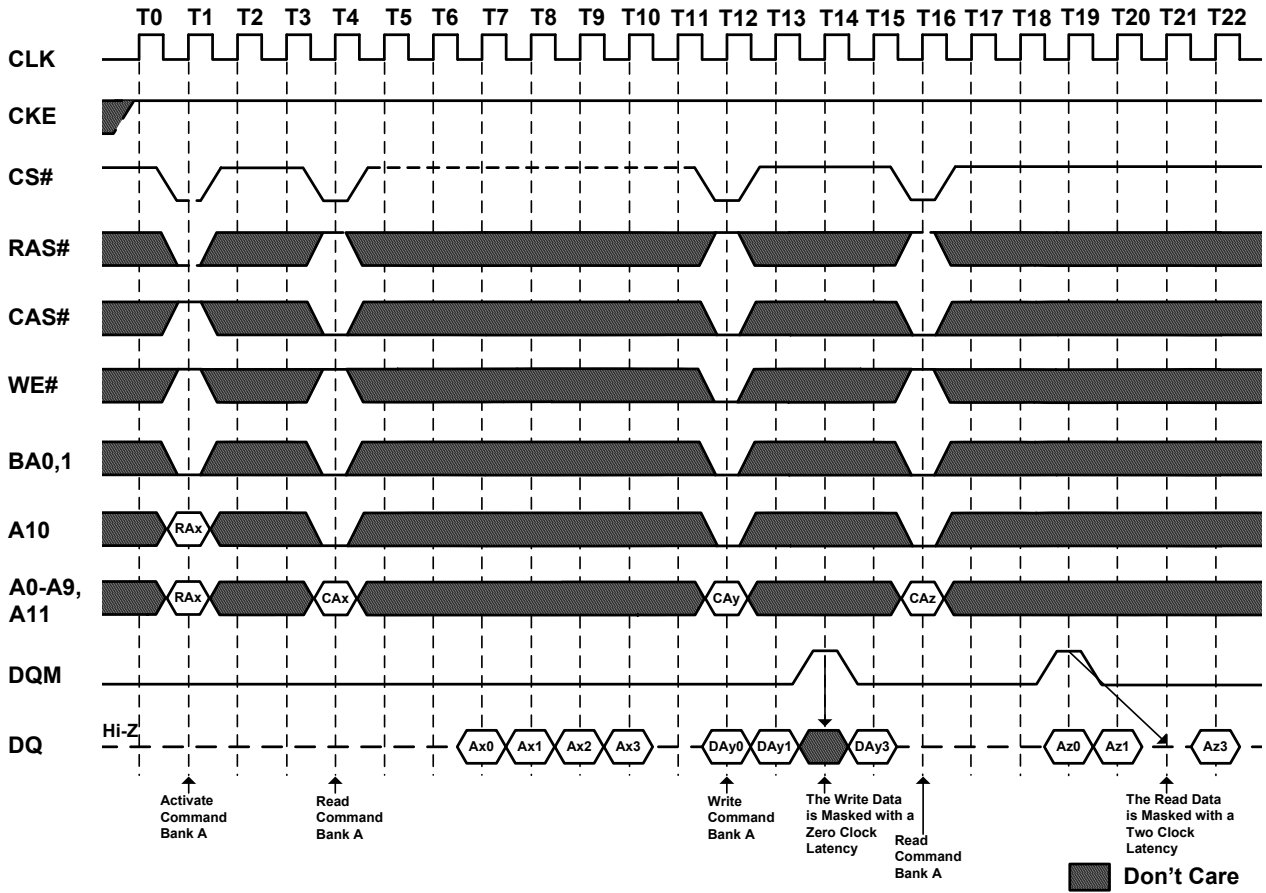 T0 T1 T2 T3 T4 T5 T6 T7 T8 T9 T10 T11 T12 T13 T14 T15 T16 T17 T18 T19 T20 T21 T22
CLK
CKE
CS#
RAS#
CAS#
WE#
BA0,1
A10 RAx
A0-A9, RAx CAx CAy CAz
A11
DQM
Hi-Z
DQ Ax0 Ax1 Ax2 Ax3 DAy0 DAy1 DAy3 Az0 Az1 Az3
Activate
Command
Bank A
Read
Command
Bank A
Write
Command
Bank A
The Write Data
is Masked with a
Zero Clock
Latency
Read
Command
Bank A
The Read Data
is Masked with a
Two Clock
Latency
Don't Care